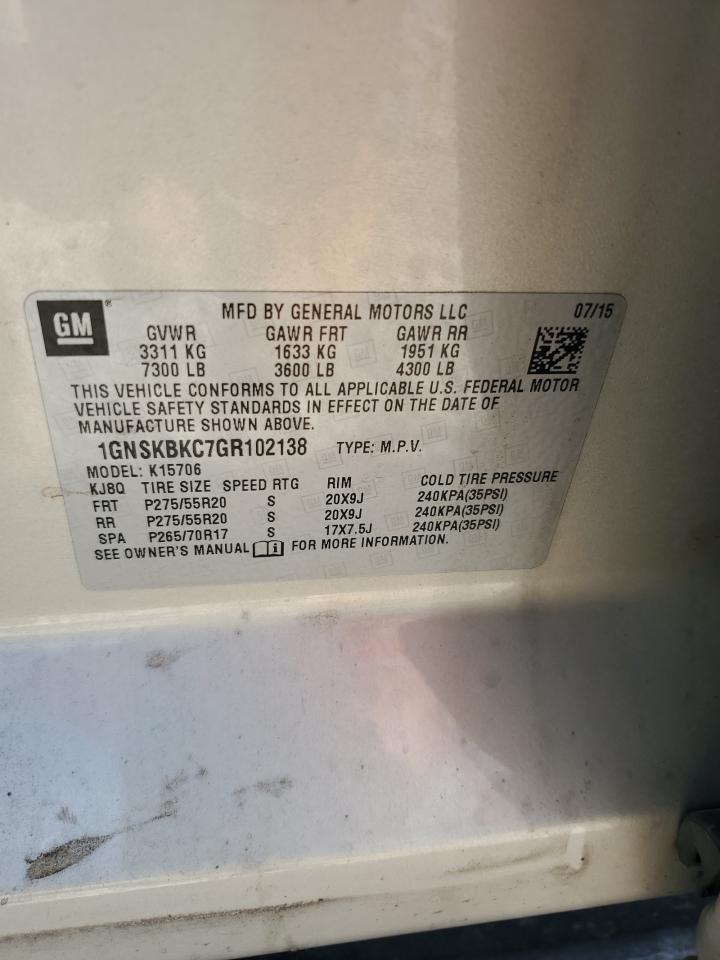 GM
MFD BY GENERAL MOTORS LLC 07/15
GVWR GAWR FRT GAWR RR
3311 KG 1633 KG 1951 KG
7300 LB 3600 LB 4300 LB
THIS VEHICLE CONFORMS TO ALL APPLICABLE U.S. FEDERAL MOTOR
VEHICLE SAFETY STANDARDS IN EFFECT ON THE DATE OF
MANUFACTURE SHOWN ABOVE.
1GNSKBKC7GR102138 TYPE: M.P.V.
MODEL: K15706
KJ8Q TIRE SIZE SPEED RTG RIM COLD TIRE PRESSURE
FRT P275/55R20 S 20X9J 240KPA(35PSI)
RR P275/55R20 S 20X9J 240KPA(35PSI)
SPA P265/70R17 S 17X7.5J 240KPA(35PSI)
SEE OWNER'S MANUAL i FOR MORE INFORMATION.